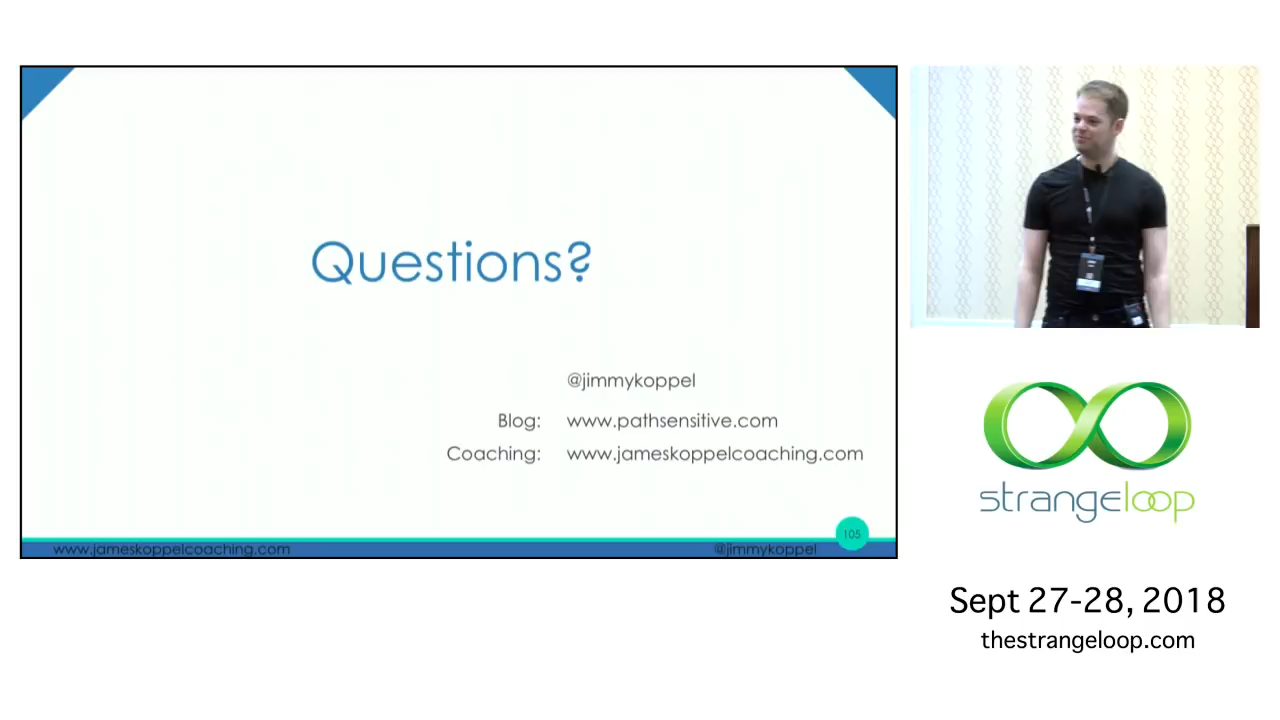 Questions?
@jimmykoppel
Blog: www.pathsensitive.com
Coaching: www.jameskoppelcoaching.com
105
www.jameskoppelcoaching.com
@jimmykoppel
strangeloop
Sept 27-28, 2018
thestrangeloop.com